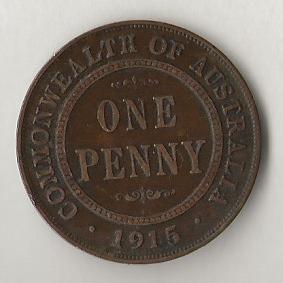 COMMONWEALTH OF AUSTRALIA
ONE
PENNY
· 1915 ·